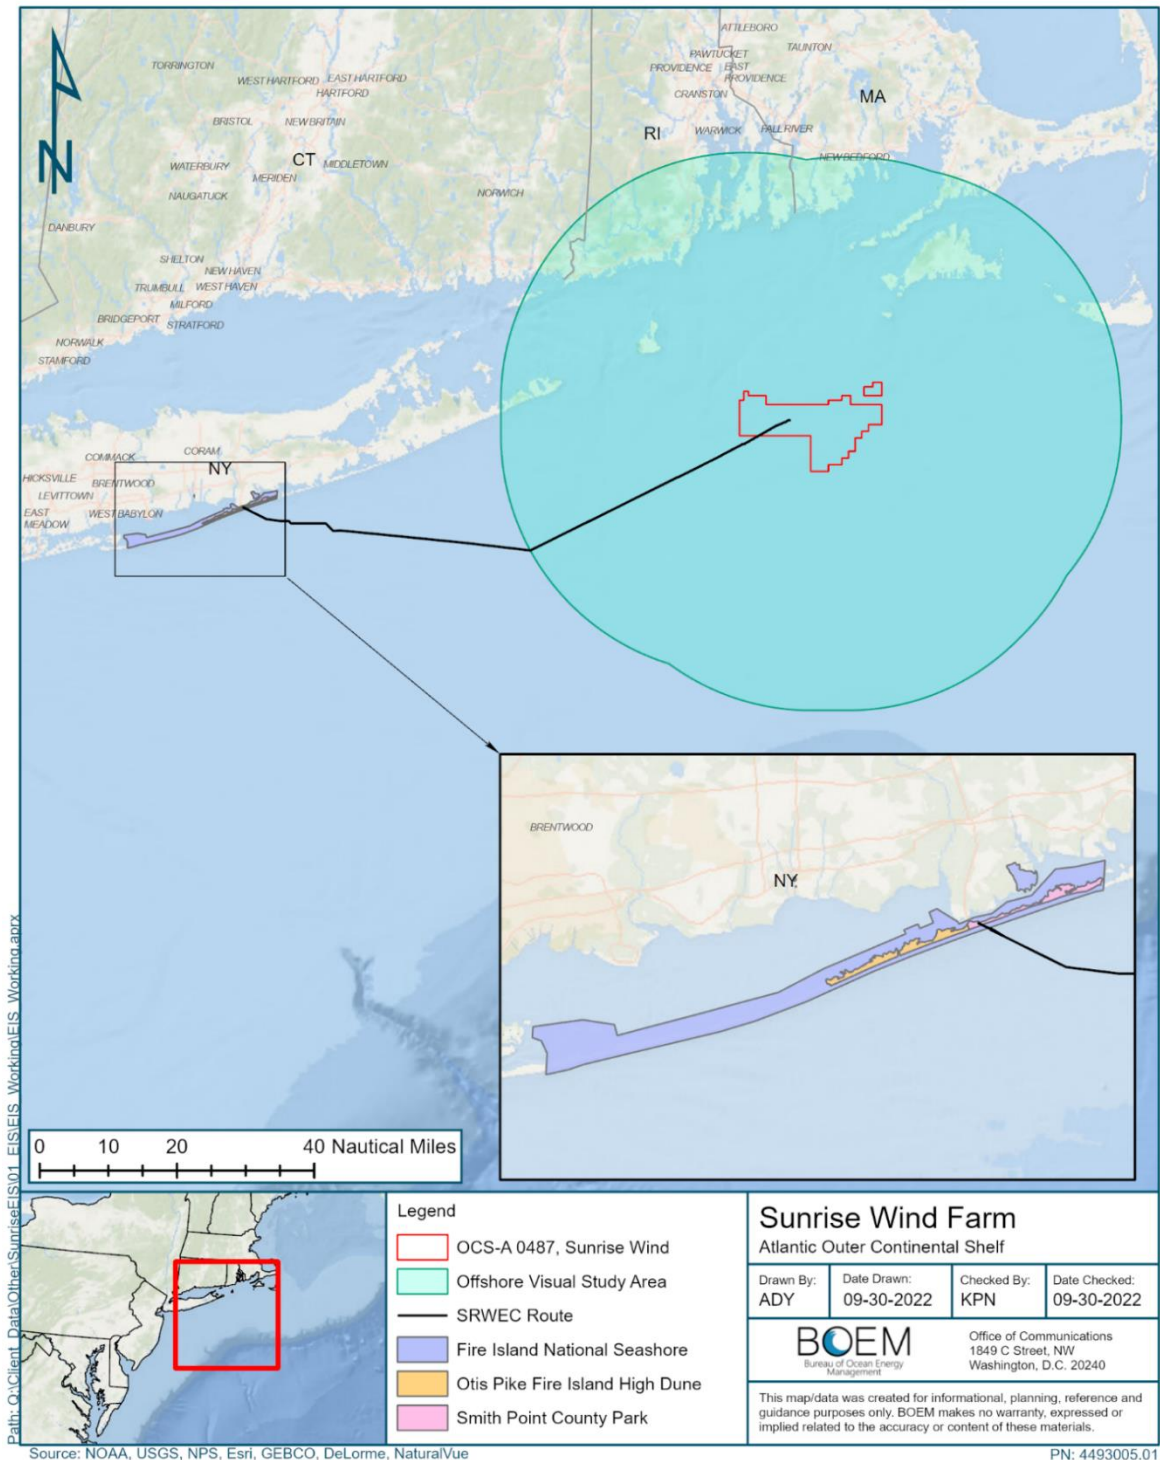 ATTLEBORO
TAUNTON
PAWTUCKET
PROVIDENCE
EAST
PROVIDENCE
CRANSTON
MA
TORRINGTON
WEST HARTFORD
EAST HARTFORD
HARTFORD
BRISTOL
NEW BRITAIN
RI
WARWICK
FALL RIVER
NEW BEDFORD
N
CT
WATERBURY
MIDDLETOWN
MERIDEN
NAUGATUCK
NORWICH
DANBURY
SHELTON
NEW HAVEN
TRUMBULL
WEST HAVEN
MILFORD
BRIDGEPORT
STRATFORD
NORWALK
STAMFORD
CORAM
COMMACK
NY
HICKSVILLE
BRENTWOOD
LEVITTOWN
EAST
MEADOW
WEST BABYLON
BRENTWOOD
NY
0 10 20 40 Nautical Miles
Path: Q:\Client_Data\Other\SunriseEIS\01_EIS\EIS_Working\EIS_Working.aprx
Legend
OCS-A 0487, Sunrise Wind
Offshore Visual Study Area
SRWEC Route
Fire Island National Seashore
Otis Pike Fire Island High Dune
Smith Point County Park
Sunrise Wind Farm
Atlantic Outer Continental Shelf
Drawn By:
ADY
Date Drawn:
09-30-2022
Checked By:
KPN
Date Checked:
09-30-2022
BOEM
Bureau of Ocean Energy
Management
Office of Communications
1849 C Street, NW
Washington, D.C. 20240
This map/data was created for informational, planning, reference and
guidance purposes only. BOEM makes no warranty, expressed or
implied related to the accuracy or content of these materials.
Source: NOAA, USGS, NPS, Esri, GEBCO, DeLorme, NaturalVue
PN: 4493005.01